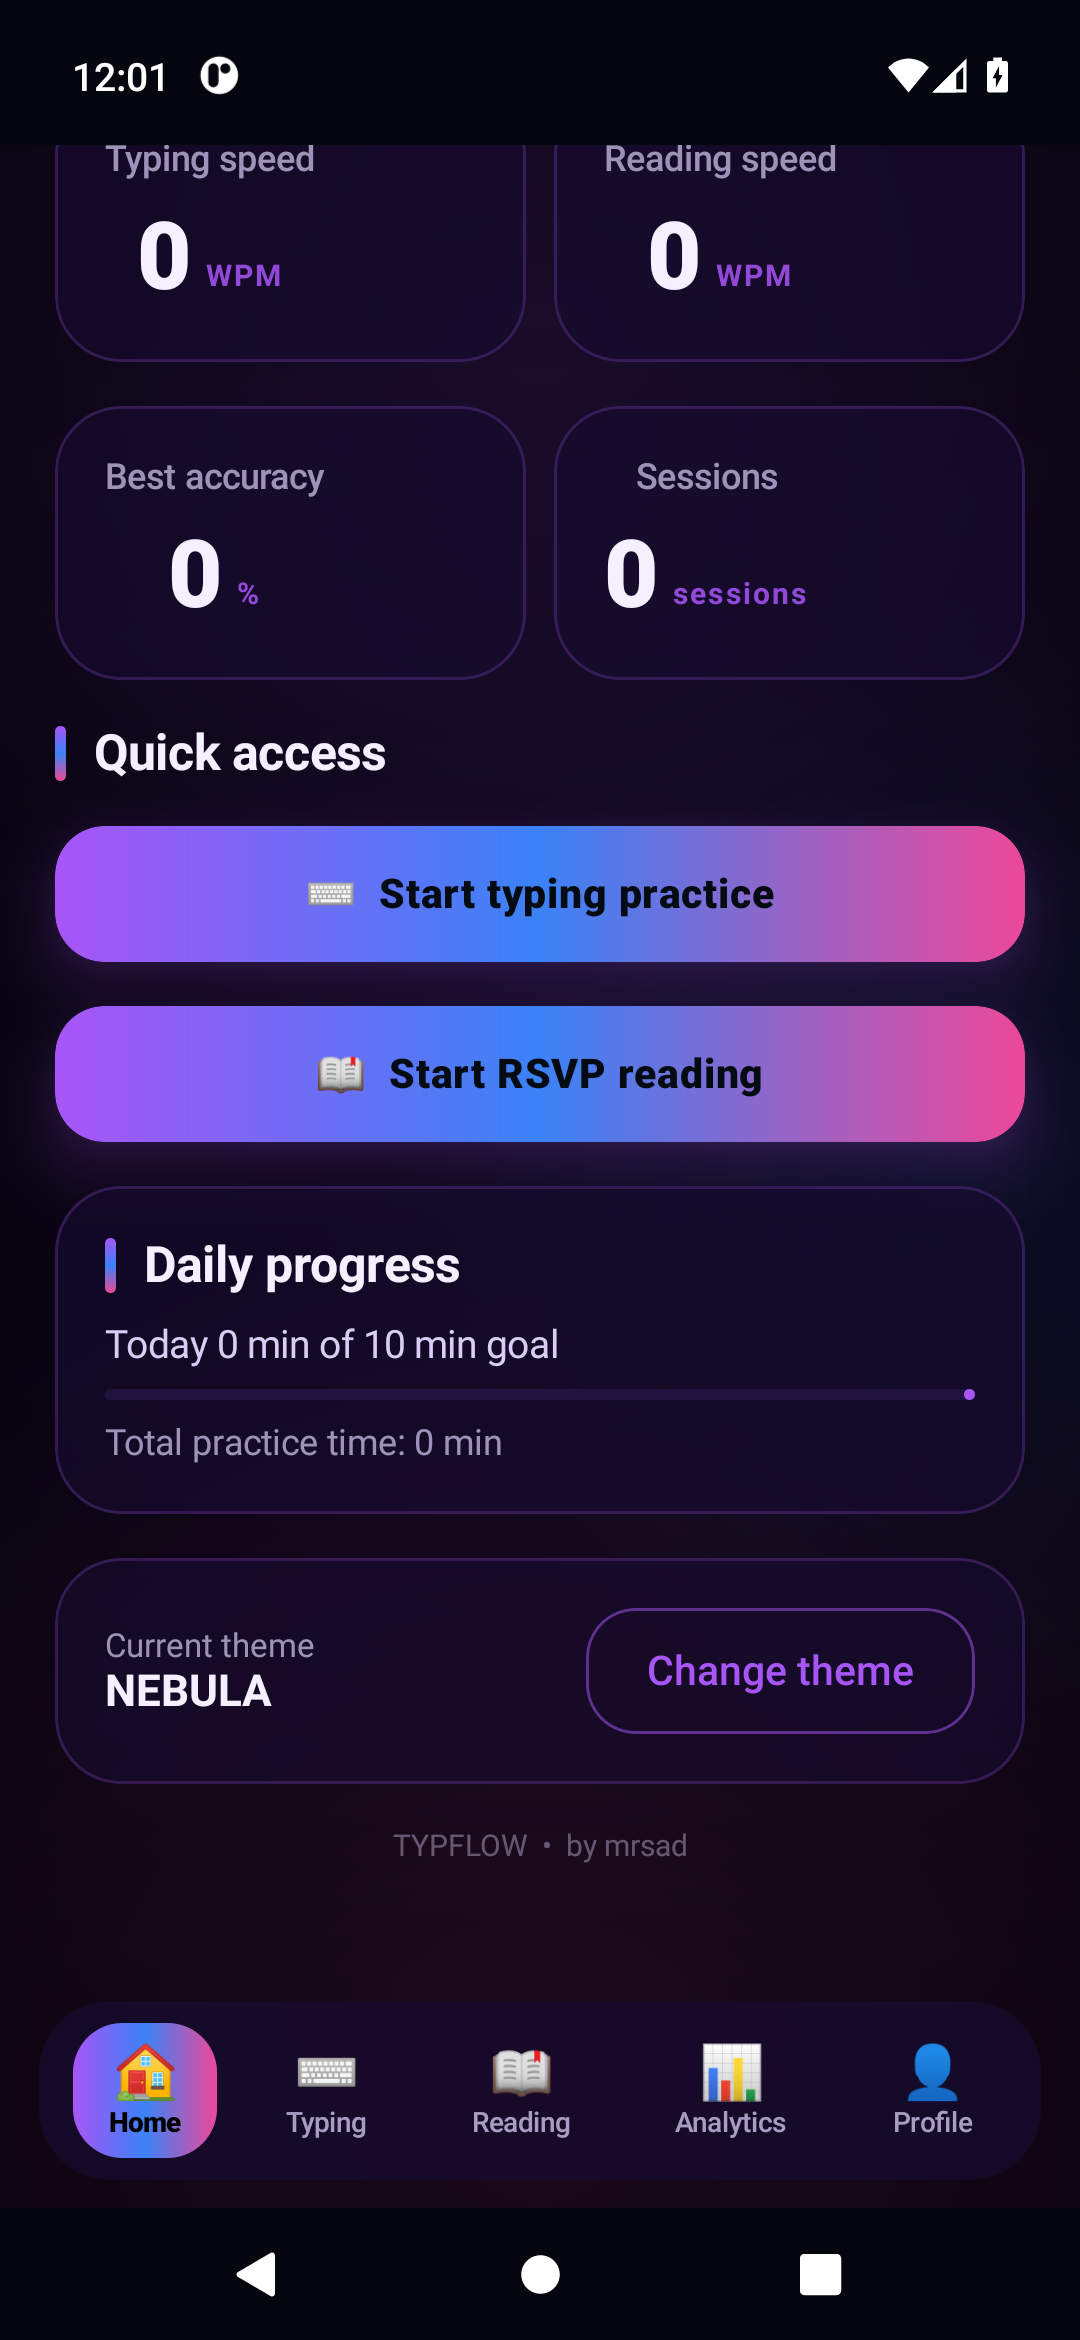 12:01
Typing speed
Reading speed
0 WPM
0 WPM
Best accuracy
Sessions
0 %
0 sessions
Quick access
Start typing practice
Start RSVP reading
Daily progress
Today 0 min of 10 min goal
Total practice time: 0 min
Current theme
NEBULA
Change theme
TYPFLOW • by mrsad
Home
Typing
Reading
Analytics
Profile